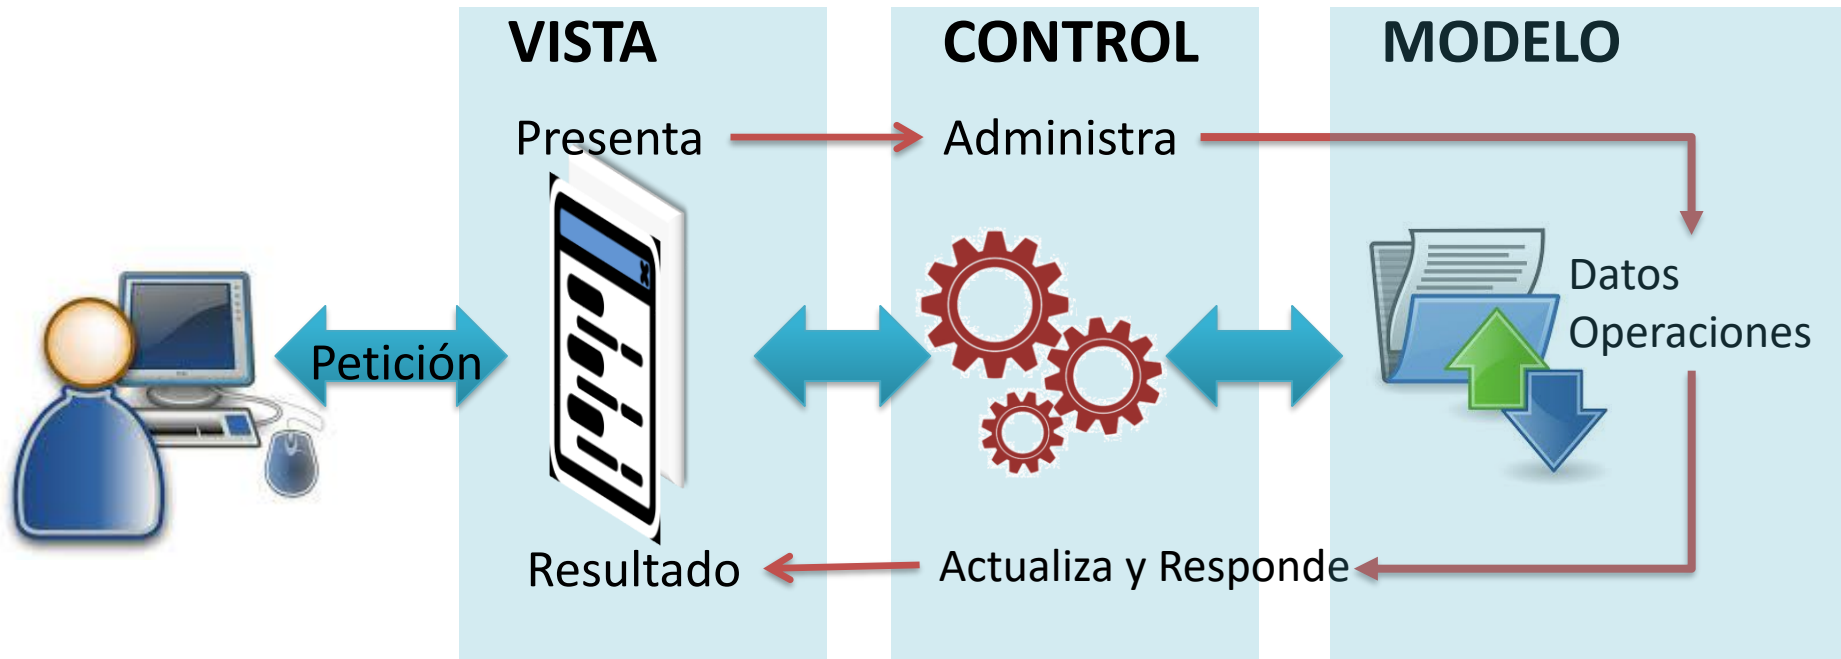 VISTA
CONTROL
MODELO
Presenta
Administra
Datos
Operaciones
Petición
Resultado
Actualiza y Responde